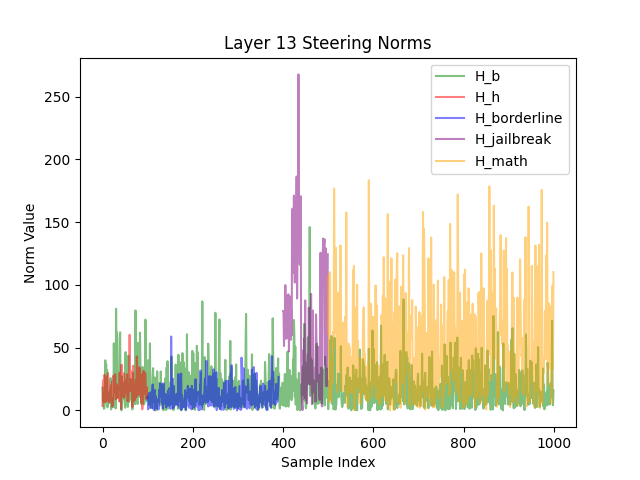 Layer 13 Steering Norms
H_b
H_h
H_borderline
H_jailbreak
H_math
Norm Value
250
200
150
100
50
0
0
200
400
600
800
1000
Sample Index